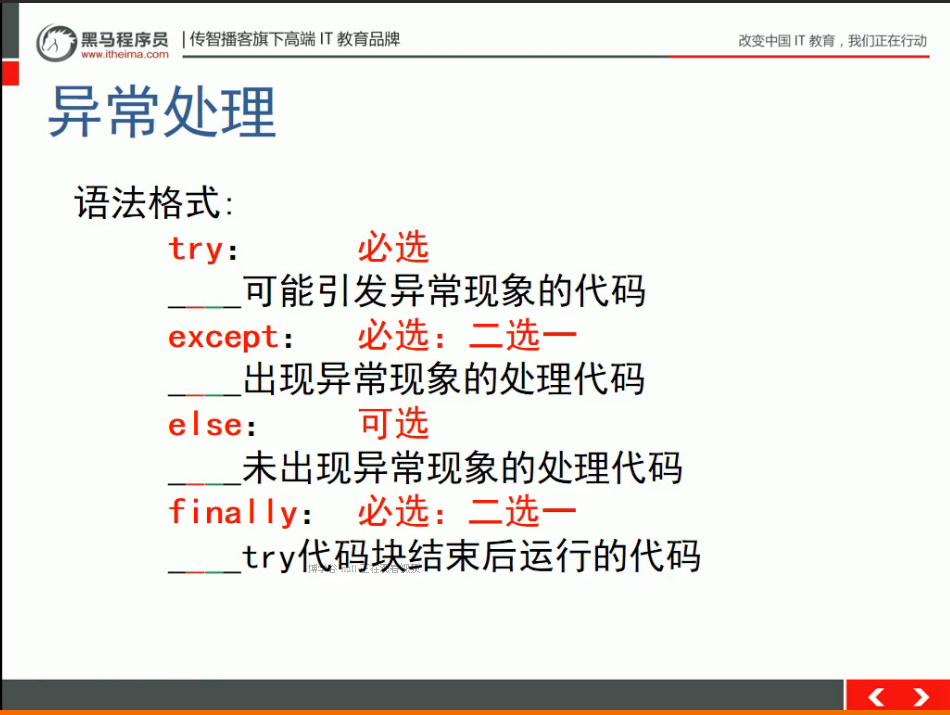 黑马程序员
www.itheima.com
|传智播客旗下高端 IT 教育品牌
改变中国 IT 教育，我们正在行动
异常处理
语法格式:
try： 必选
____可能引发异常现象的代码
except： 必选：二选一
____出现异常现象的处理代码
else： 可选
____未出现异常现象的处理代码
finally： 必选：二选一
____try代码块结束后运行的代码